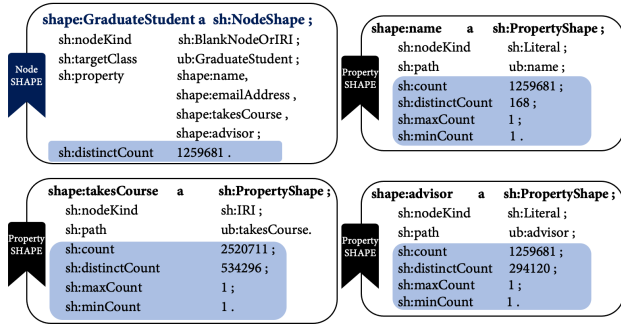 shape:GraduateStudent a sh:NodeShape ;
sh:nodeKind sh:BlankNodeOrIRI ;
sh:targetClass ub:GraduateStudent ;
sh:property shape:name,
shape:emailAddress ,
shape:takesCourse ,
shape:advisor ;
sh:distinctCount 1259681 .
Node
SHAPE
shape:name a sh:PropertyShape ;
sh:nodeKind sh:Literal ;
sh:path ub:name ;
sh:count 1259681 ;
sh:distinctCount 168 ;
sh:maxCount 1 ;
sh:minCount 1 .
Property
SHAPE
shape:takesCourse a sh:PropertyShape ;
sh:nodeKind sh:IRI ;
sh:path ub:takesCourse.
sh:count 2520711 ;
sh:distinctCount 534296 ;
sh:maxCount 1 ;
sh:minCount 1 .
Property
SHAPE
shape:advisor a sh:PropertyShape ;
sh:nodeKind sh:Literal ;
sh:path ub:advisor ;
sh:count 1259681 ;
sh:distinctCount 294120 ;
sh:maxCount 1 ;
sh:minCount 1 .
Property
SHAPE